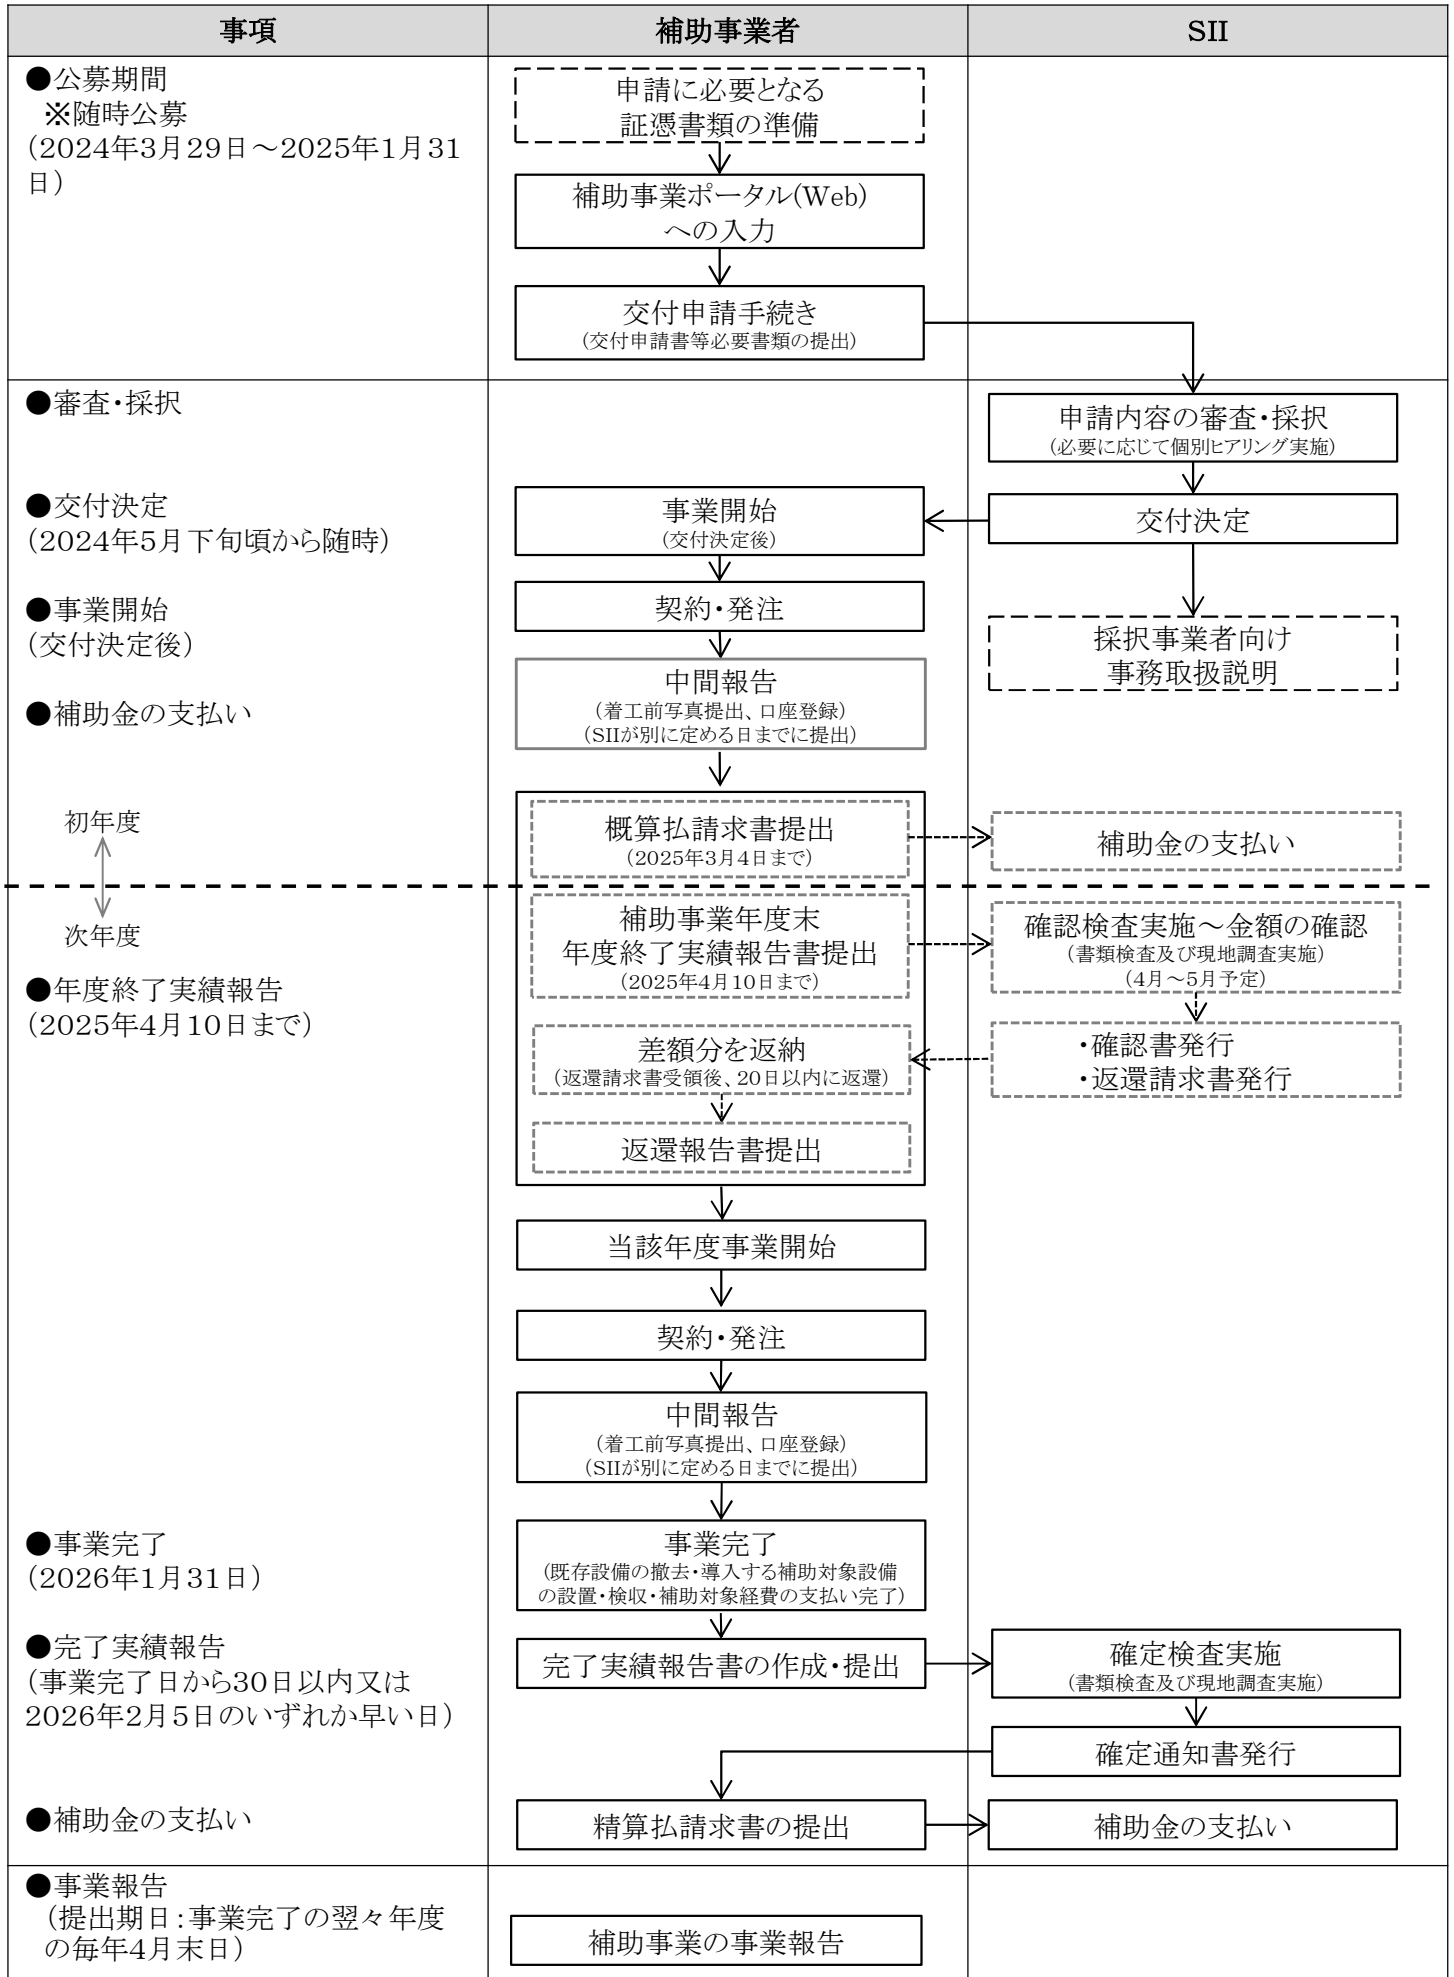 事項
補助事業者
SII
●公募期間
※随時公募
(2024年3月29日～2025年1月31
日)
申請に必要となる
証憑書類の準備
補助事業ポータル(Web)
への入力
交付申請手続き
(交付申請書等必要書類の提出)
●審査・採択
申請内容の審査・採択
(必要に応じて個別ヒアリング実施)
●交付決定
(2024年5月下旬頃から随時)
事業開始
(交付決定後)
交付決定
●事業開始
(交付決定後)
契約・発注
採択事業者向け
事務取扱説明
●補助金の支払い
中間報告
(着工前写真提出、口座登録)
(SIIが別に定める日までに提出)
初年度
概算払請求書提出
(2025年3月4日まで)
補助金の支払い
次年度
補助事業年度末
年度終了実績報告書提出
(2025年4月10日まで)
確認検査実施～金額の確認
(書類検査及び現地調査実施)
(4月～5月予定)
●年度終了実績報告
(2025年4月10日まで)
差額分を返納
(返還請求書受領後、20日以内に返還)
・確認書発行
・返還請求書発行
返還報告書提出
当該年度事業開始
契約・発注
中間報告
(着工前写真提出、口座登録)
(SIIが別に定める日までに提出)
●事業完了
(2026年1月31日)
事業完了
(既存設備の撤去・導入する補助対象設備
の設置・検収・補助対象経費の支払い完了)
●完了実績報告
(事業完了日から30日以内又は
2026年2月5日のいずれか早い日)
完了実績報告書の作成・提出
確定検査実施
(書類検査及び現地調査実施)
確定通知書発行
●補助金の支払い
精算払請求書の提出
補助金の支払い
●事業報告
(提出期日:事業完了の翌々年度
の毎年4月末日)
補助事業の事業報告